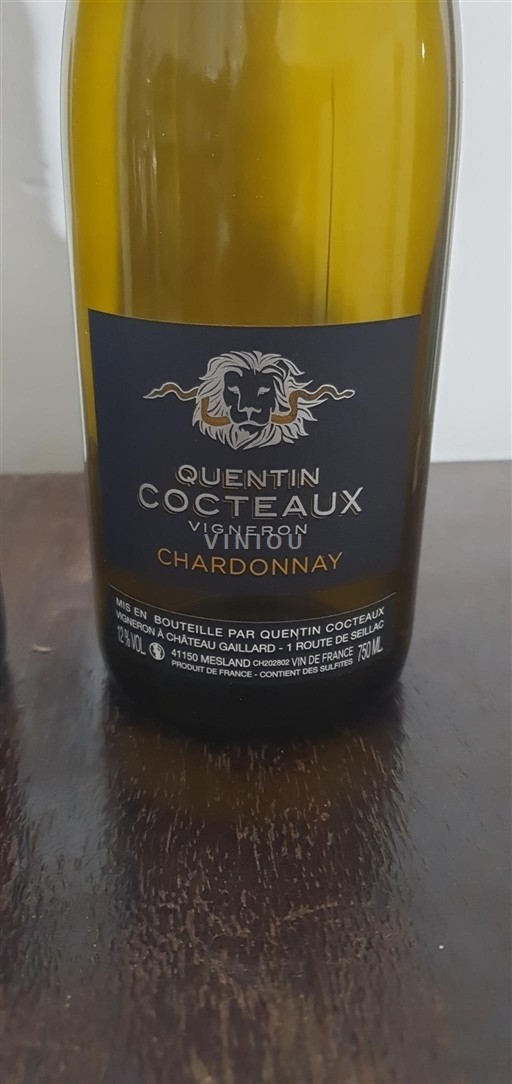 QUENTIN
COCTEAUX
VIGNERON
VINIOU
CHARDONNAY
MIS EN BOUTEILLE PAR QUENTIN COCTEAUX
VIGNERON À CHÂTEAU GAILLARD - 1 ROUTE DE SEILLAC
12 % VOL 41150 MESLAND CH202802 VIN DE FRANCE 750 ML
PRODUIT DE FRANCE - CONTIENT DES SULFITES